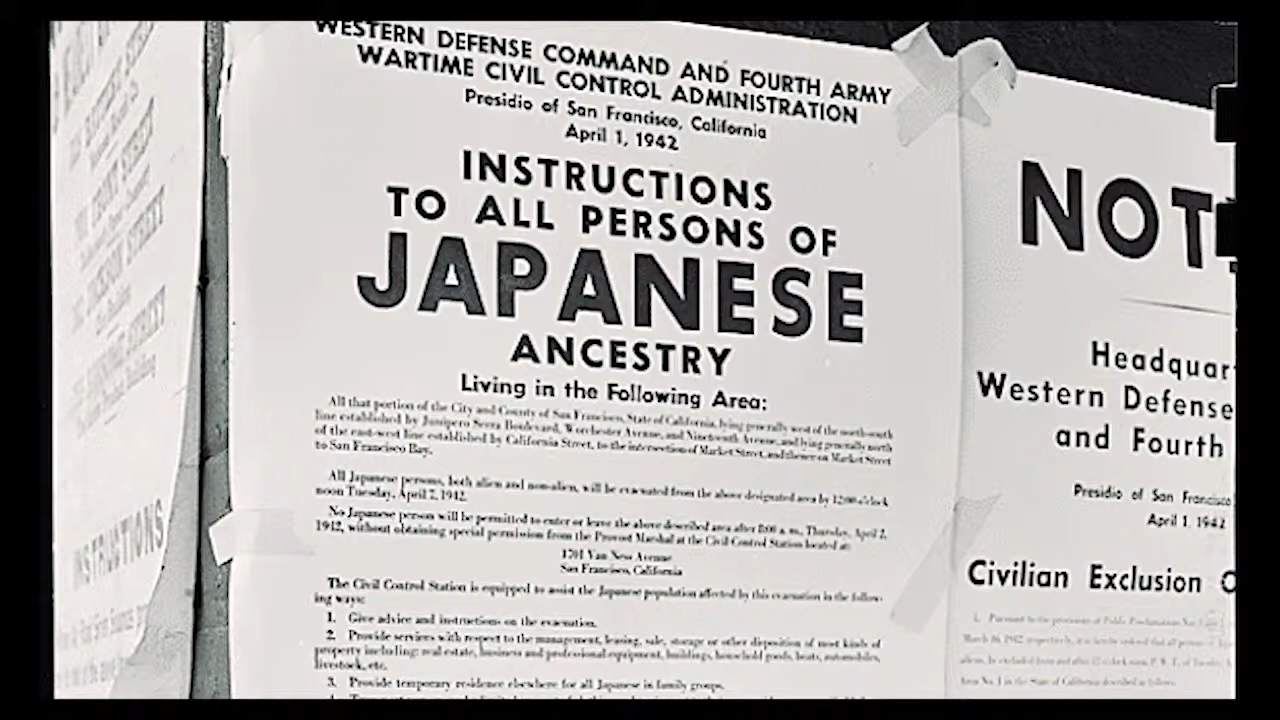 WESTERN DEFENSE COMMAND AND FOURTH ARMY
WARTIME CIVIL CONTROL ADMINISTRATION
Presidio of San Francisco, California
April 1, 1942
INSTRUCTIONS
TO ALL PERSONS OF
JAPANESE
ANCESTRY
Living in the Following Area:
All that portion of the City and County of San Francisco, State of California, lying generally west of the north-south
line established by Junipero Serra Boulevard, Worchester Avenue, and Nineteenth Avenue, and lying generally north
of the east-west line established by California Street, to the intersection of Market Street, and thence on Market Street
to San Francisco Bay.
All Japanese persons, both alien and non-alien, will be evacuated from the above designated area by 12:00 o'clock
noon Tuesday, April 7, 1942.
No Japanese person will be permitted to enter or leave the above described area after 8:00 a. m., Thursday, April 2,
1942, without obtaining special permission from the Provost Marshal at the Civil Control Station located at:
1701 Van Ness Avenue
San Francisco, California
The Civil Control Station is equipped to assist the Japanese population affected by this evacuation in the follow-
ing ways:
1. Give advice and instructions on the evacuation.
2. Provide services with respect to the management, leasing, sale, storage or other disposition of most kinds of
property including: real estate, business and professional equipment, buildings, household goods, boats, automobiles,
livestock, etc.
3. Provide temporary residence elsewhere for all Japanese in family groups.
NOT
Headquar
Western Defense
and Fourth
Presidio of San Francisco
April 1, 1942
Civilian Exclusion O
INSTRUCTIONS